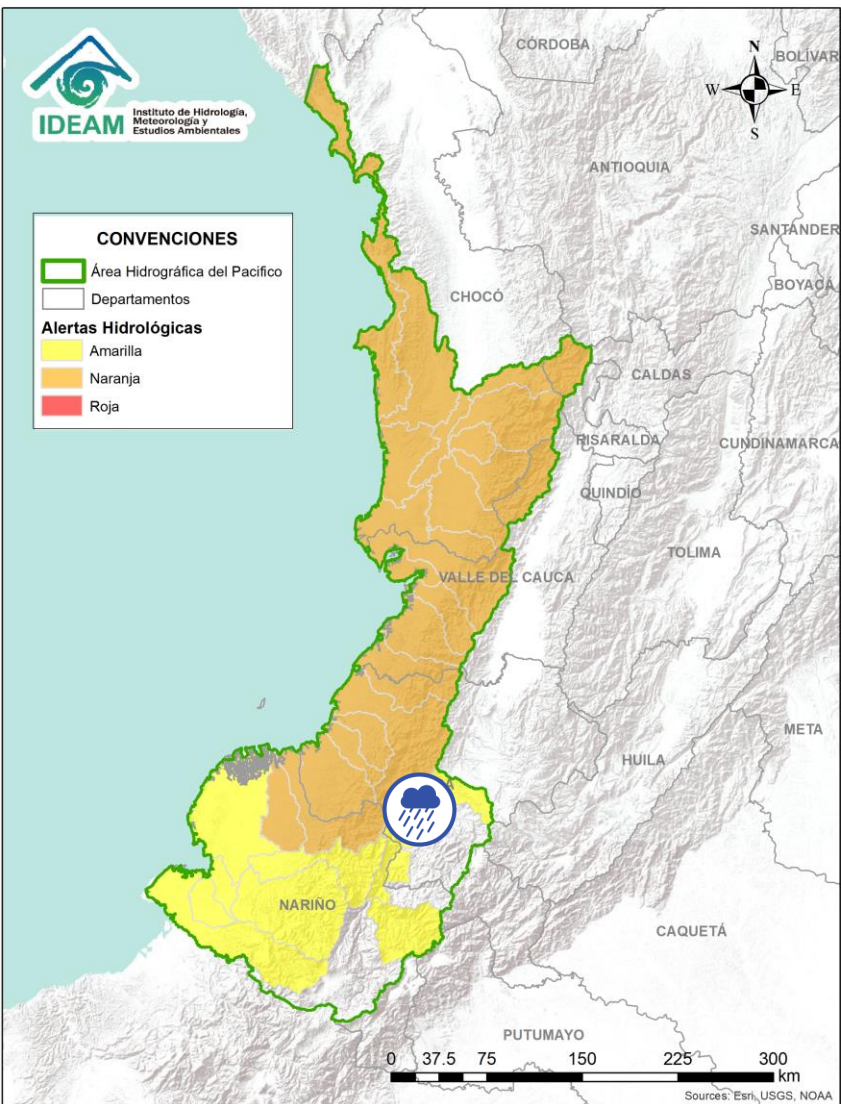 IDEAM
Instituto de Hidrología,
Meteorología y
Estudios Ambientales
CÓRDOBA
BOLÍVAR
N
W
E
S
ANTIOQUIA
SANTANDER
BOYACÁ
CONVENCIONES
Área Hidrográfica del Pacifico
Departamentos
Alertas Hidrológicas
Amarilla
Naranja
Roja
CHOCÓ
CALDAS
RISARALDA
CUNDINAMARCA
QUINDÍO
TOLIMA
VALLE DEL CAUCA
META
HUILA
NARIÑO
CAQUETÁ
PUTUMAYO
0 37.5 75 150 225 300
km
Sources: Esri, USGS, NOAA